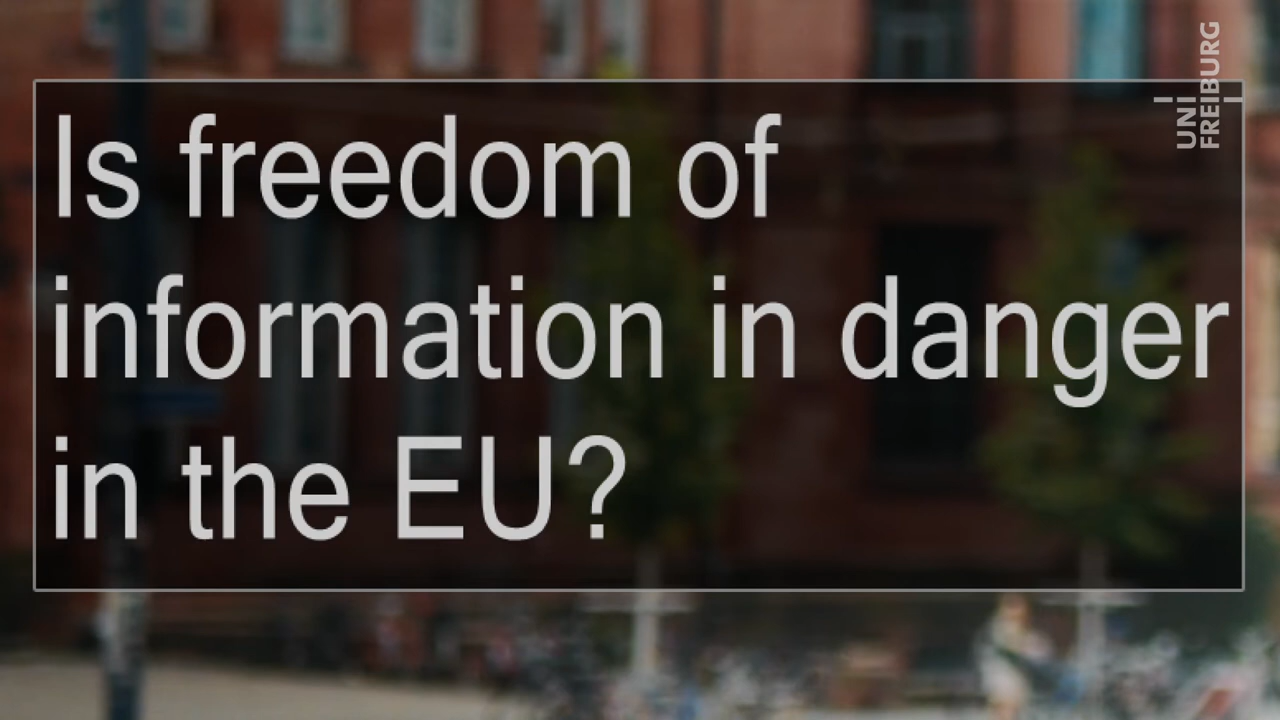 Is freedom of
information in danger
in the EU?
UNI
FREIBURG